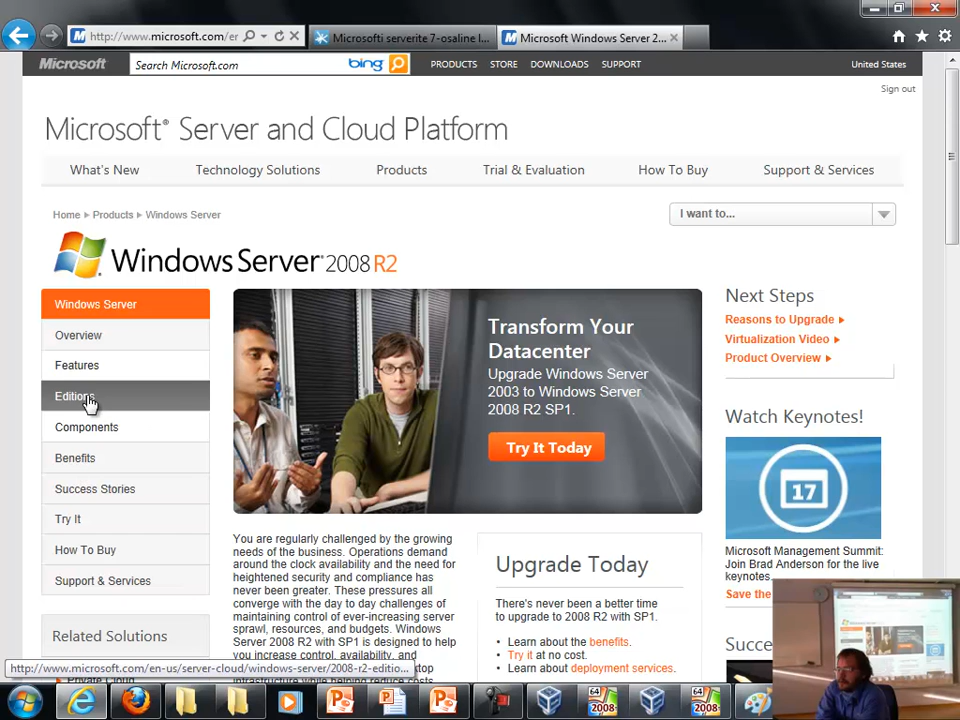 http://www.microsoft.com/er
Microsofti serverite 7-osaline l...
Microsoft Windows Server 2...
Microsoft
Search Microsoft.com
bing
PRODUCTS STORE DOWNLOADS SUPPORT
United States
Sign out
Microsoft® Server and Cloud Platform
What's New Technology Solutions Products Trial & Evaluation How To Buy Support & Services
Home Products Windows Server
I want to...
Windows Server 2008 R2
Windows Server
Overview
Features
Editions
Components
Benefits
Success Stories
Try It
How To Buy
Support & Services
Related Solutions
Private Cloud
Transform Your
Datacenter
Upgrade Windows Server
2003 to Windows Server
2008 R2 SP1.
Try It Today
You are regularly challenged by the growing
needs of the business. Operations demand
around the clock availability and the need for
heightened security and compliance has
never been greater. These pressures all
converge with the day to day challenges of
maintaining control of ever-increasing server
sprawl, resources, and budgets. Windows
Server 2008 R2 with SP1 is designed to help
you increase control, availability,
ktop
infrastructure while helping reduce costs
Upgrade Today
There's never been a better time
to upgrade to 2008 R2 with SP1.
• Learn about the benefits.
• Try it at no cost.
• Learn about deployment services.
Next Steps
Reasons to Upgrade
Virtualization Video
Product Overview
Watch Keynotes!
17
Microsoft Management Summit:
Join Brad Anderson for the live
keynotes.
Save the
Succ
http://www.microsoft.com/en-us/server-cloud/windows-server/2008-r2-editio...
64
2008
64
2008